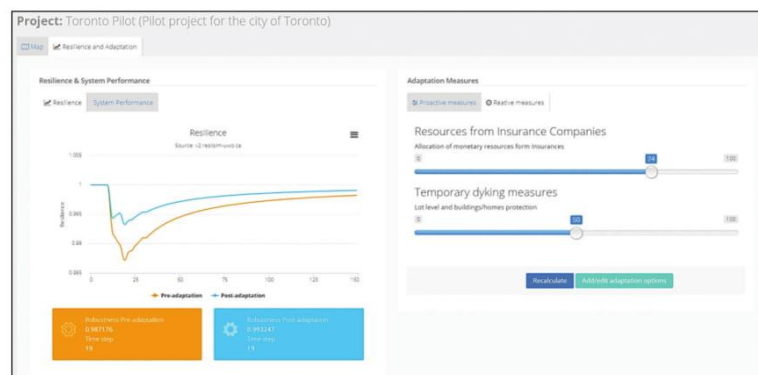 Project: Toronto Pilot (Pilot project for the city of Toronto)
Map
Resilience and Adaptation
Resilience & System Performance
Resilience
System Performance
Resilience
1.005
1
0.995
0.99
0.985
Resilience
0
25
50
75
100
125
150
Pre-adaptation
Post-adaptation
Robustness Pre-adaptation
0.987176
Time step
19
Robustness Post-adaptation
0.993247
Time step
19
Adaptation Measures
Proactive measures
Reative measures
Resources from Insurance Companies
Allocation of monetary resources form Insurances
0
74
100
Temporary dyking measures
Lot level and buildings/homes protection
0
50
100
Recalculate
Add/edit adaptation options